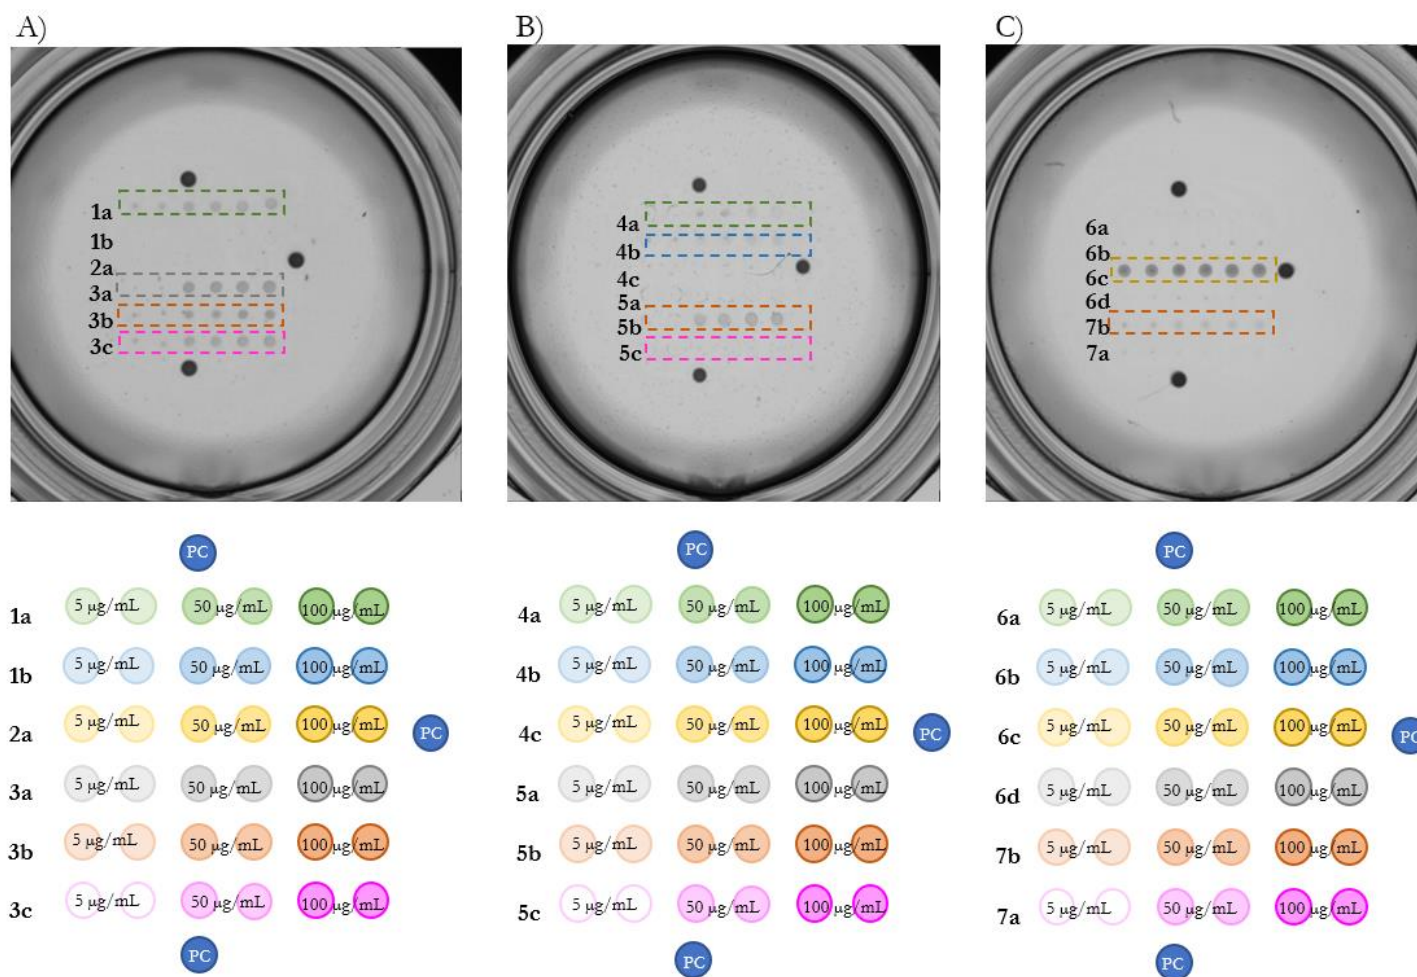 A) B) C)
1a
1b
2a
3a
3b
3c
4a
4b
4c
5a
5b
5c
6a
6b
6c
6d
7b
7a
PC PC PC
1a 5 µg/mL 50 µg/mL 100 µg/mL 4a 5 µg/mL 50 µg/mL 100 µg/mL 6a 5 µg/mL 50 µg/mL 100 µg/mL
1b 5 µg/mL 50 µg/mL 100 µg/mL 4b 5 µg/mL 50 µg/mL 100 µg/mL 6b 5 µg/mL 50 µg/mL 100 µg/mL
2a 5 µg/mL 50 µg/mL 100 µg/mL PC 4c 5 µg/mL 50 µg/mL 100 µg/mL PC 6c 5 µg/mL 50 µg/mL 100 µg/mL PC
3a 5 µg/mL 50 µg/mL 100 µg/mL 5a 5 µg/mL 50 µg/mL 100 µg/mL 6d 5 µg/mL 50 µg/mL 100 µg/mL
3b 5 µg/mL 50 µg/mL 100 µg/mL 5b 5 µg/mL 50 µg/mL 100 µg/mL 7b 5 µg/mL 50 µg/mL 100 µg/mL
3c 5 µg/mL 50 µg/mL 100 µg/mL 5c 5 µg/mL 50 µg/mL 100 µg/mL 7a 5 µg/mL 50 µg/mL 100 µg/mL
PC PC PC